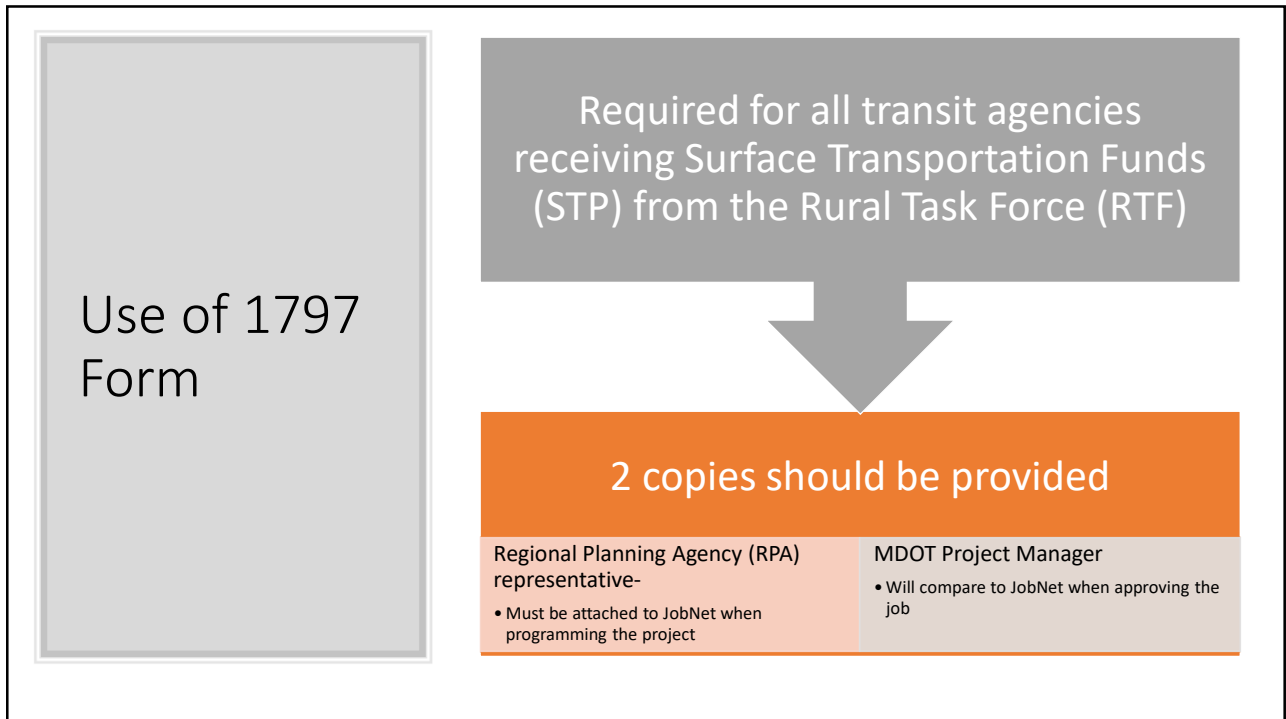 Use of 1797
Form
Required for all transit agencies
receiving Surface Transportation Funds
(STP) from the Rural Task Force (RTF)
2 copies should be provided
Regional Planning Agency (RPA)
representative-
• Must be attached to JobNet when
programming the project
MDOT Project Manager
• Will compare to JobNet when approving the
job